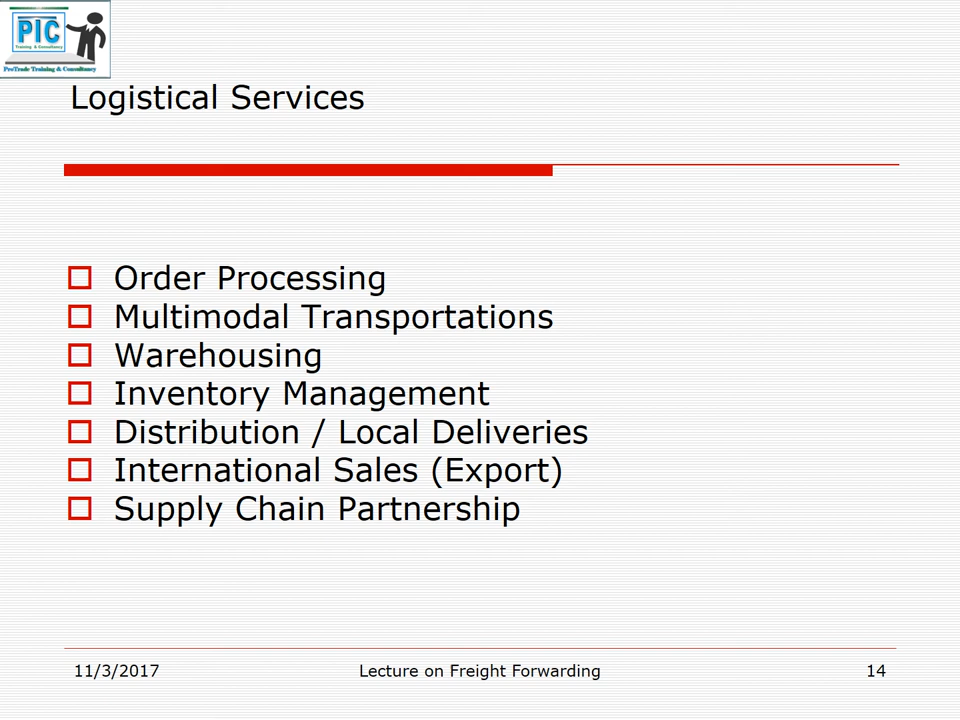 PIC
Training & Consultancy
ProTrade Training & Consultancy
Logistical Services
Order Processing
Multimodal Transportations
Warehousing
Inventory Management
Distribution / Local Deliveries
International Sales (Export)
Supply Chain Partnership
11/3/2017 Lecture on Freight Forwarding 14